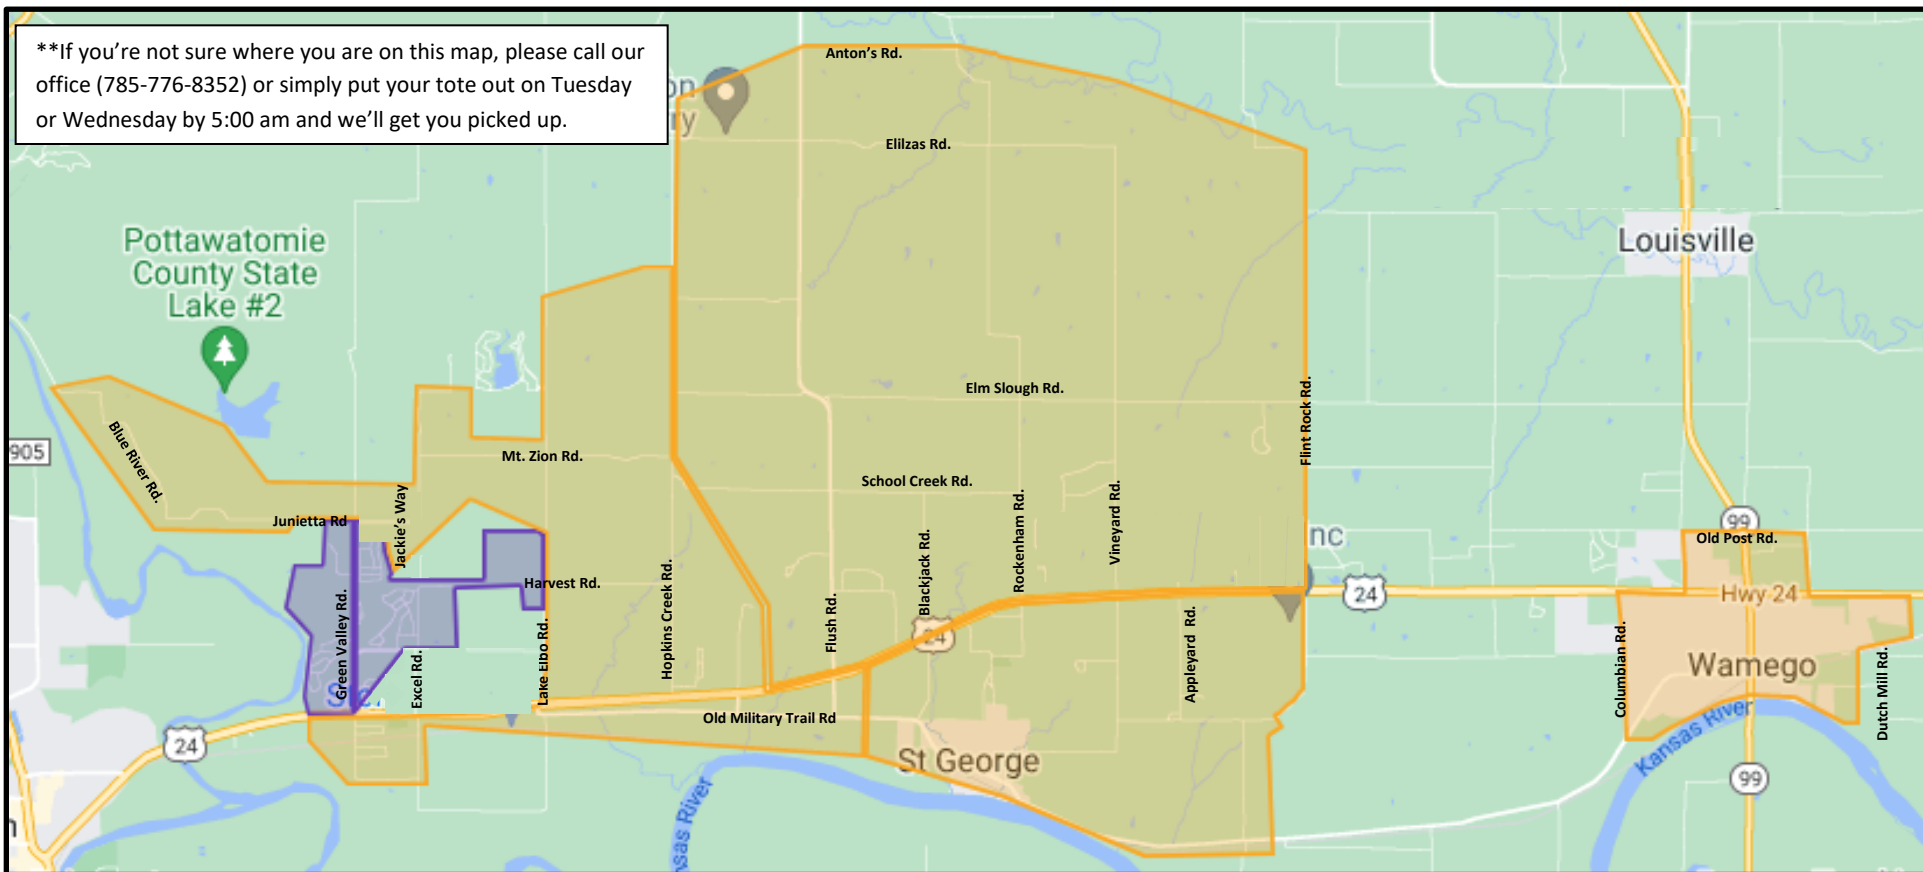 **If you’re not sure where you are on this map, please call our
office (785-776-8352) or simply put your tote out on Tuesday
or Wednesday by 5:00 am and we’ll get you picked up.
Anton’s Rd.
Elilzas Rd.
Pottawatomie
County State
Lake #2
Louisville
Elm Slough Rd.
Flint Rock Rd.
905
Blue River Rd.
Mt. Zion Rd.
School Creek Rd.
Junietta Rd
Jackie’s Way
Rockenham Rd.
Vineyard Rd.
99
Old Post Rd.
Harvest Rd.
Hopkins Creek Rd.
Flush Rd.
Blackjack Rd.
24
24
Hwy 24
Green Valley Rd.
Excel Rd.
Lake Elbo Rd.
Appleyard Rd.
Columbian Rd.
Wamego
Dutch Mill Rd.
Old Military Trail Rd
24
St George
Kansas River
99